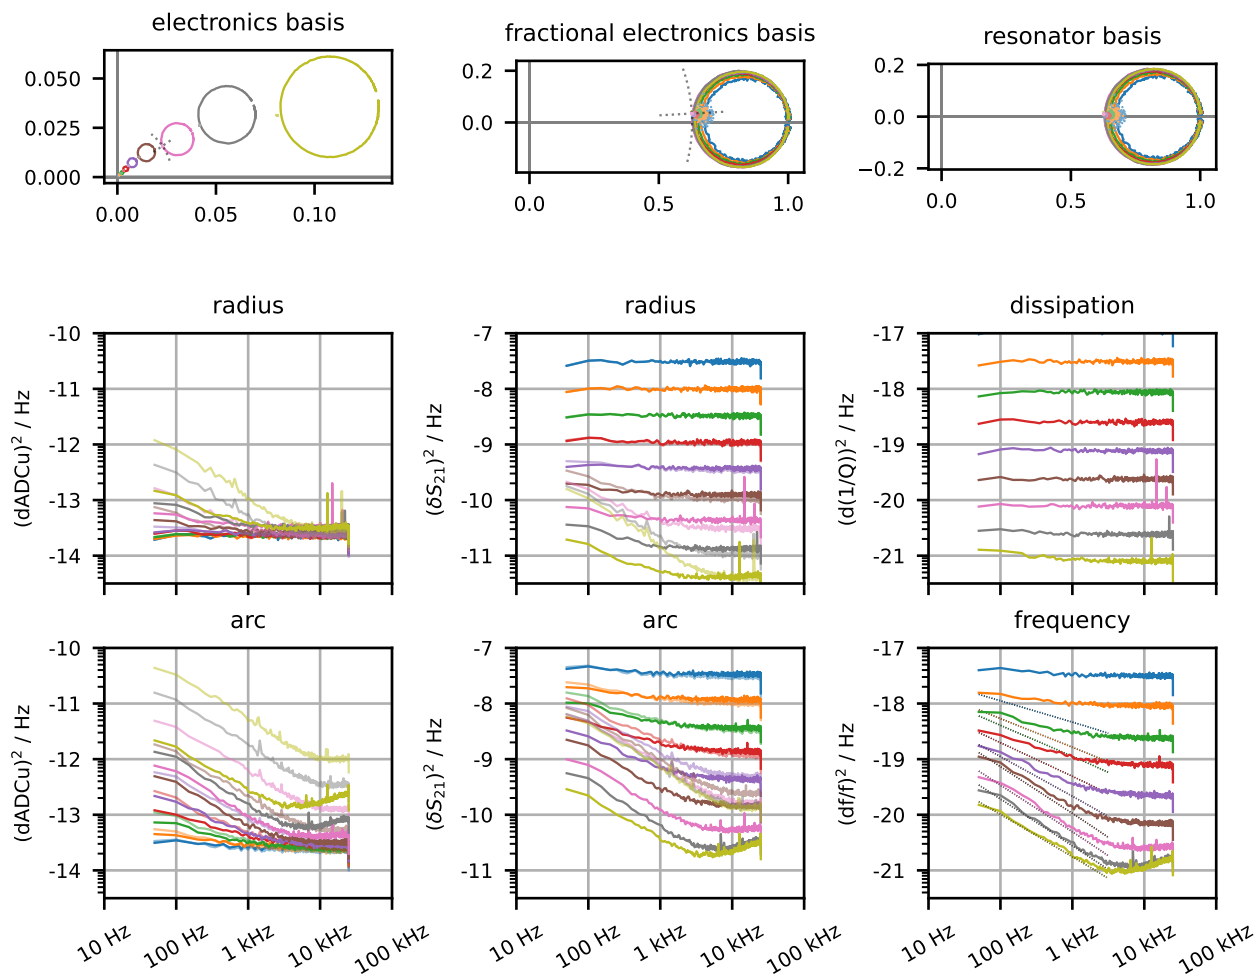 electronics basis
fractional electronics basis
resonator basis
0.050
0.025
0.000
0.00 0.05 0.10
0.2
0.0
0.0 0.5 1.0
0.2
0.0
−0.2
0.0 0.5 1.0
radius
(dADCu)² / Hz
-10
-11
-12
-13
-14
radius
(δS₂₁)² / Hz
-7
-8
-9
-10
-11
dissipation
(d(1/Q))² / Hz
-17
-18
-19
-20
-21
arc
(dADCu)² / Hz
-10
-11
-12
-13
-14
10 Hz 100 Hz 1 kHz 10 kHz 100 kHz
arc
(δS₂₁)² / Hz
-7
-8
-9
-10
-11
10 Hz 100 Hz 1 kHz 10 kHz 100 kHz
frequency
(df/f)² / Hz
-17
-18
-19
-20
-21
10 Hz 100 Hz 1 kHz 10 kHz 100 kHz